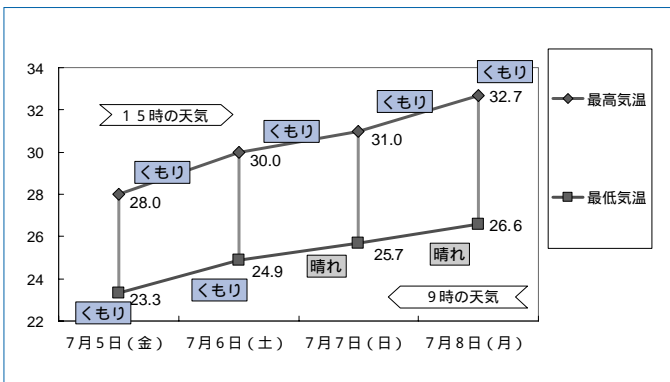 34
32
30
28
26
24
22
１５時の天気
くもり
くもり
くもり
くもり
28.0
30.0
31.0
32.7
23.3
24.9
25.7
26.6
くもり
くもり
晴れ
晴れ
９時の天気
７月５日（金）
７月６日（土）
７月７日（日）
７月８日（月）
最高気温
最低気温